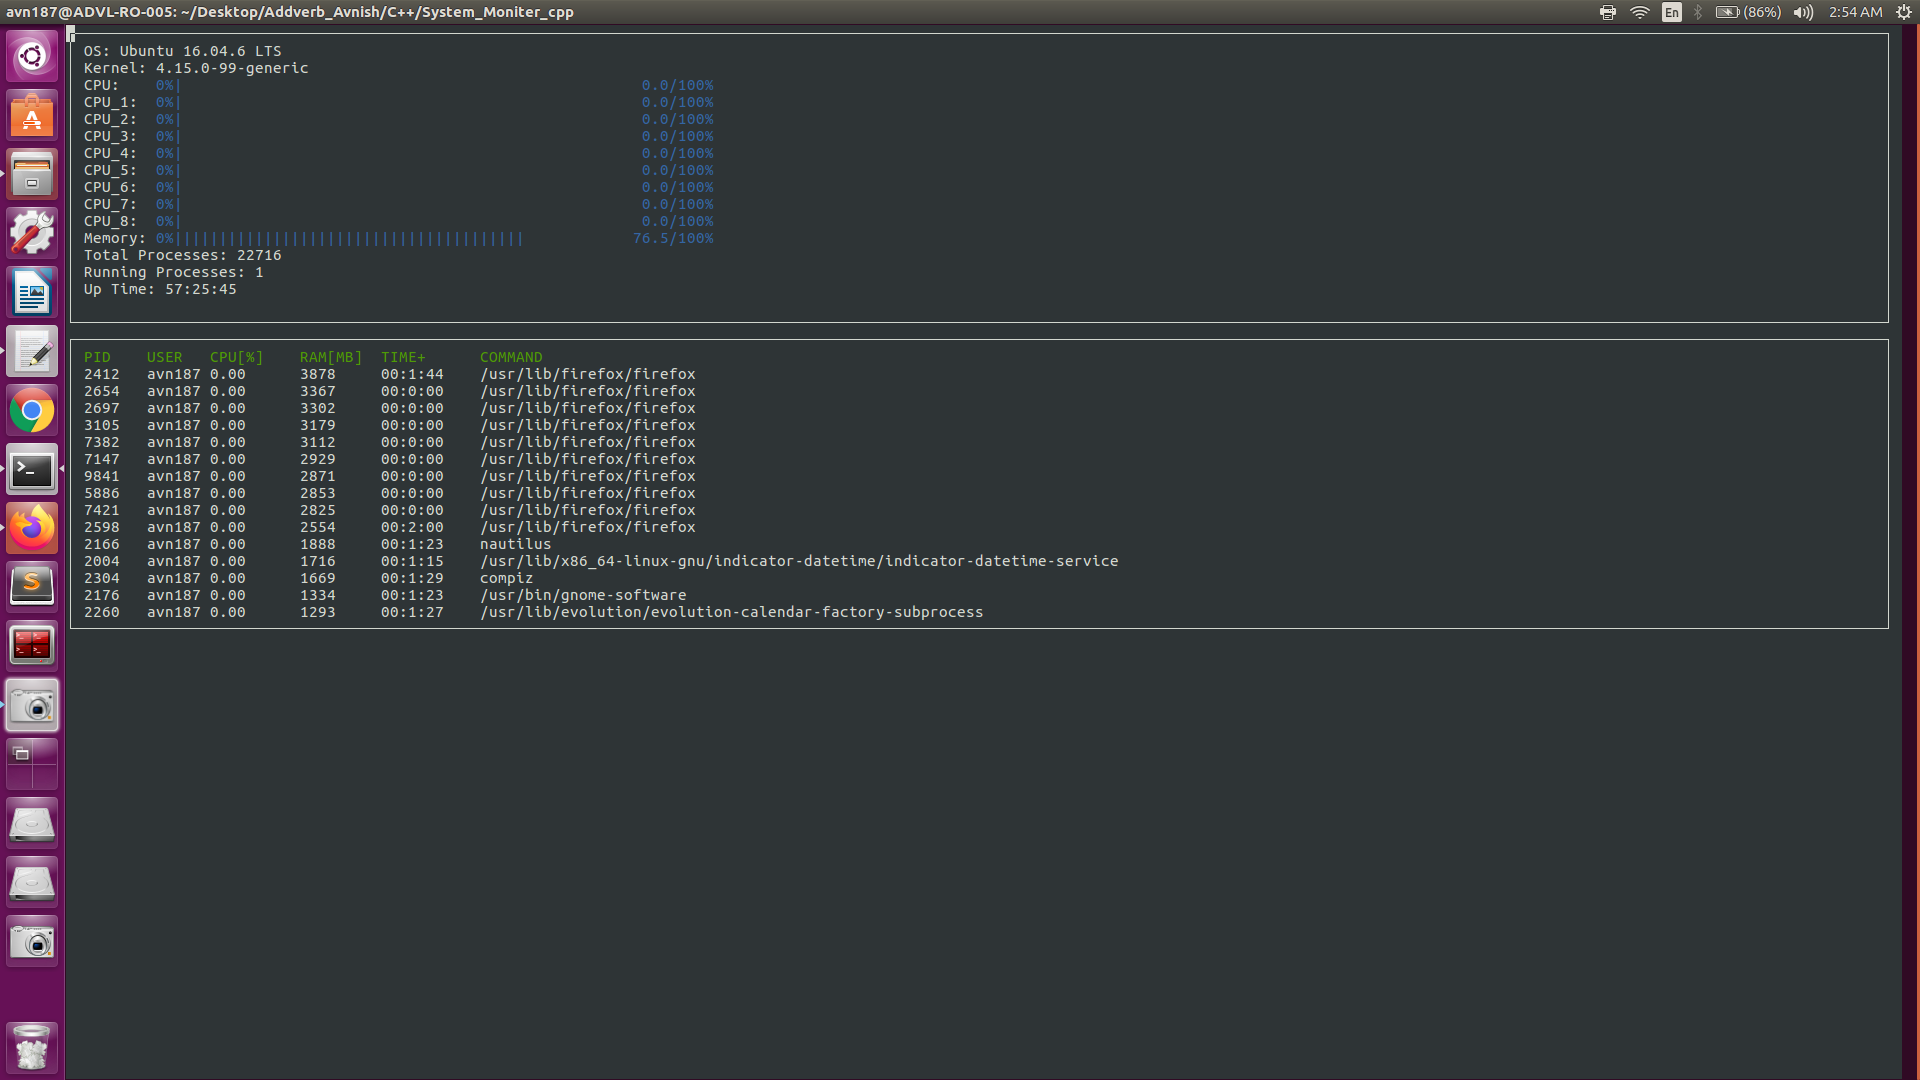 avn187@ADVL-RO-005: ~/Desktop/Addverb_Avnish/C++/System_Moniter_cpp En (86%) 2:54 AM
OS: Ubuntu 16.04.6 LTS
Kernel: 4.15.0-99-generic
CPU: 0%| 0.0/100%
CPU_1: 0%| 0.0/100%
CPU_2: 0%| 0.0/100%
CPU_3: 0%| 0.0/100%
CPU_4: 0%| 0.0/100%
CPU_5: 0%| 0.0/100%
CPU_6: 0%| 0.0/100%
CPU_7: 0%| 0.0/100%
CPU_8: 0%| 0.0/100%
Memory: 0%||||||||||||||||||||||||||||||||||||||| 76.5/100%
Total Processes: 22716
Running Processes: 1
Up Time: 57:25:45
PID USER CPU[%] RAM[MB] TIME+ COMMAND
2412 avn187 0.00 3878 00:1:44 /usr/lib/firefox/firefox
2654 avn187 0.00 3367 00:0:00 /usr/lib/firefox/firefox
2697 avn187 0.00 3302 00:0:00 /usr/lib/firefox/firefox
3105 avn187 0.00 3179 00:0:00 /usr/lib/firefox/firefox
7382 avn187 0.00 3112 00:0:00 /usr/lib/firefox/firefox
7147 avn187 0.00 2929 00:0:00 /usr/lib/firefox/firefox
9841 avn187 0.00 2871 00:0:00 /usr/lib/firefox/firefox
5886 avn187 0.00 2853 00:0:00 /usr/lib/firefox/firefox
7421 avn187 0.00 2825 00:0:00 /usr/lib/firefox/firefox
2598 avn187 0.00 2554 00:2:00 /usr/lib/firefox/firefox
2166 avn187 0.00 1888 00:1:23 nautilus
2004 avn187 0.00 1716 00:1:15 /usr/lib/x86_64-linux-gnu/indicator-datetime/indicator-datetime-service
2304 avn187 0.00 1669 00:1:29 compiz
2176 avn187 0.00 1334 00:1:23 /usr/bin/gnome-software
2260 avn187 0.00 1293 00:1:27 /usr/lib/evolution/evolution-calendar-factory-subprocess